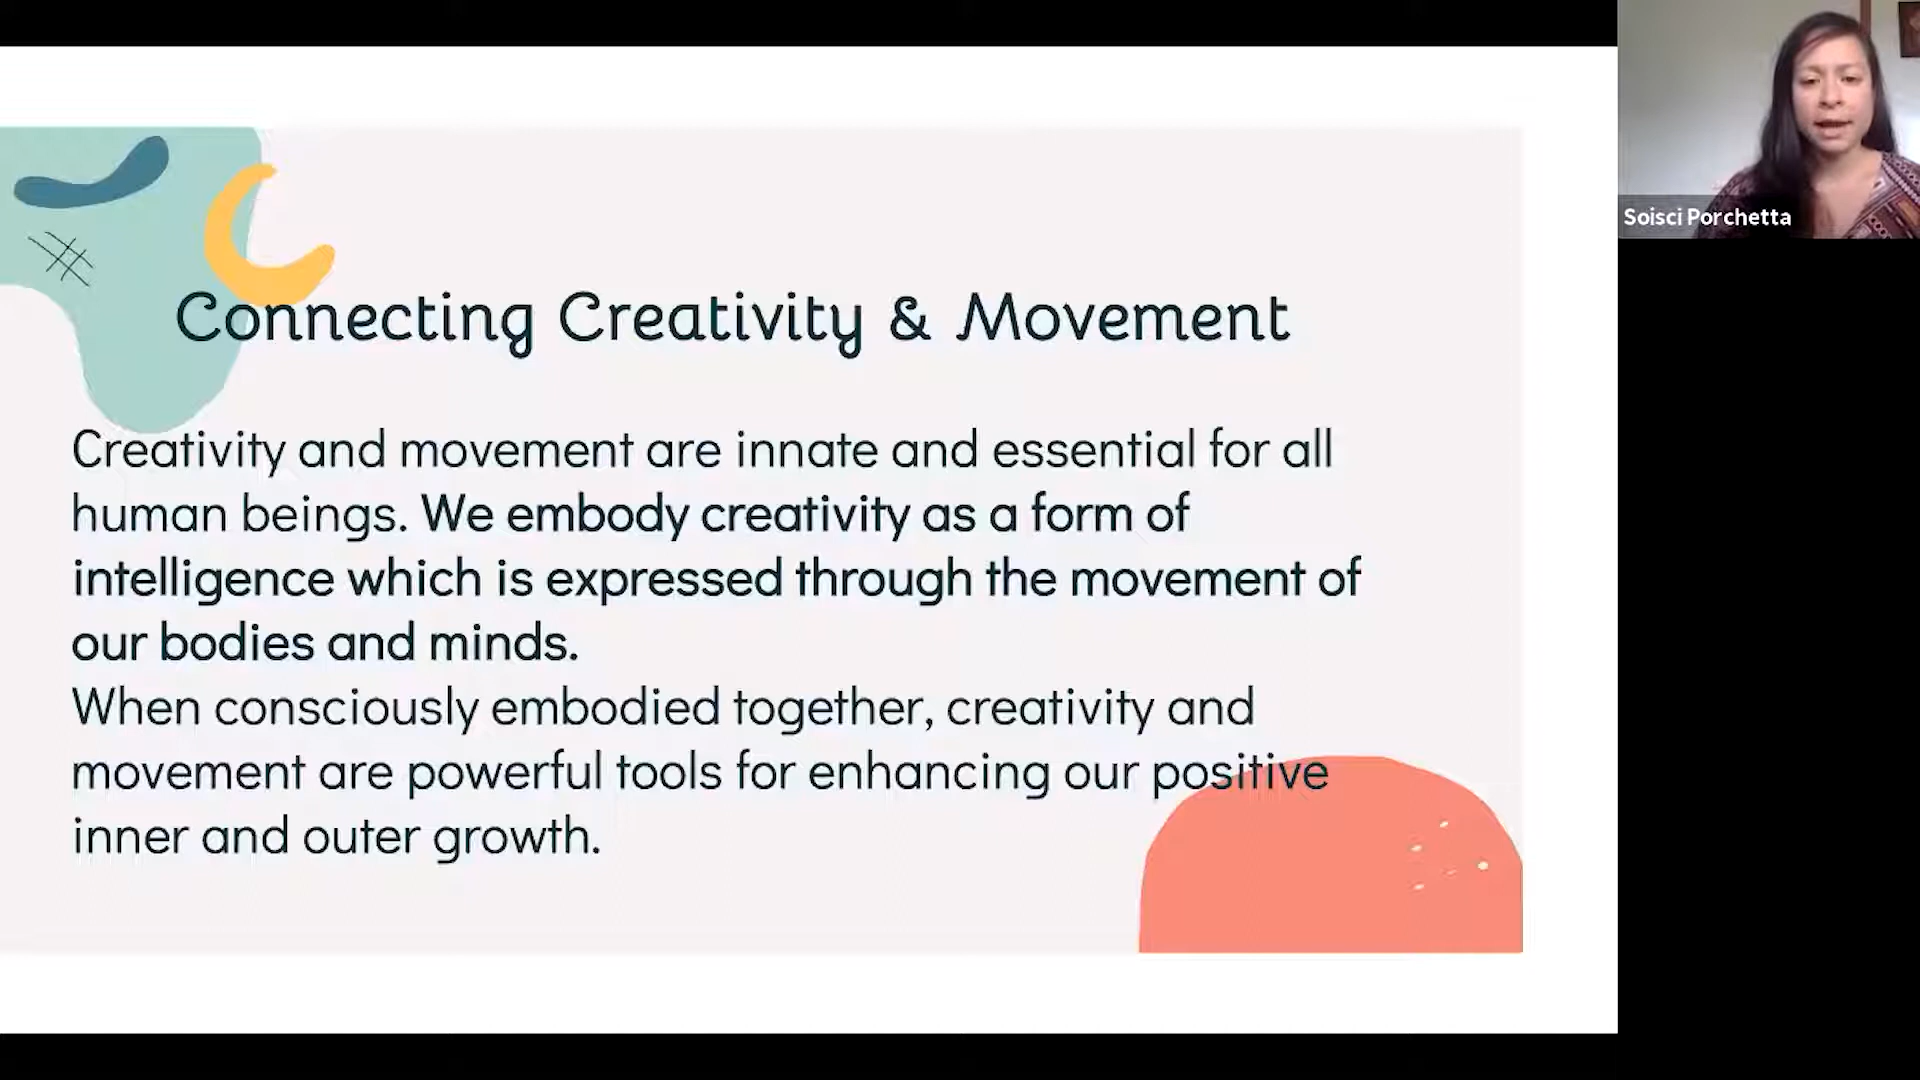 Connecting Creativity & Movement
Creativity and movement are innate and essential for all
human beings. We embody creativity as a form of
intelligence which is expressed through the movement of
our bodies and minds.
When consciously embodied together, creativity and
movement are powerful tools for enhancing our positive
inner and outer growth.
Soisci Porchetta